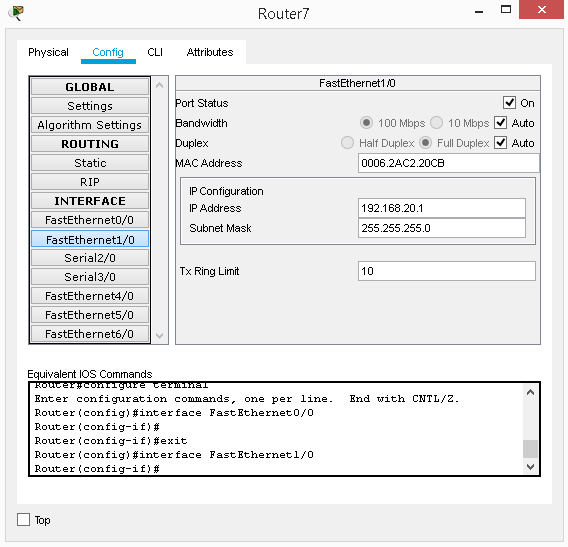 Router7
Physical Config CLI Attributes
GLOBAL
Settings
Algorithm Settings
ROUTING
Static
RIP
INTERFACE
FastEthernet0/0
FastEthernet1/0
Serial2/0
Serial3/0
FastEthernet4/0
FastEthernet5/0
FastEthernet6/0
FastEthernet1/0
Port Status On
Bandwidth 100 Mbps 10 Mbps Auto
Duplex Half Duplex Full Duplex Auto
MAC Address 0006.2AC2.20CB
IP Configuration
IP Address 192.168.20.1
Subnet Mask 255.255.255.0
Tx Ring Limit 10
Equivalent IOS Commands
Router#configure terminal
Enter configuration commands, one per line. End with CNTL/Z.
Router(config)#interface FastEthernet0/0
Router(config-if)#
Router(config-if)#exit
Router(config)#interface FastEthernet1/0
Router(config-if)#
Top